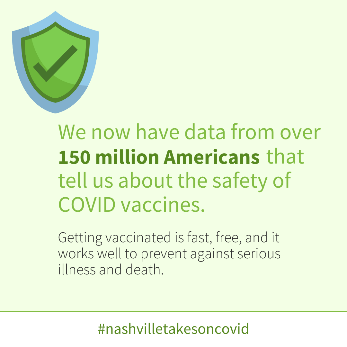 We now have data from over
150 million Americans that
tell us about the safety of
COVID vaccines.
Getting vaccinated is fast, free, and it
works well to prevent against serious
illness and death.
#nashvilletakesoncovid